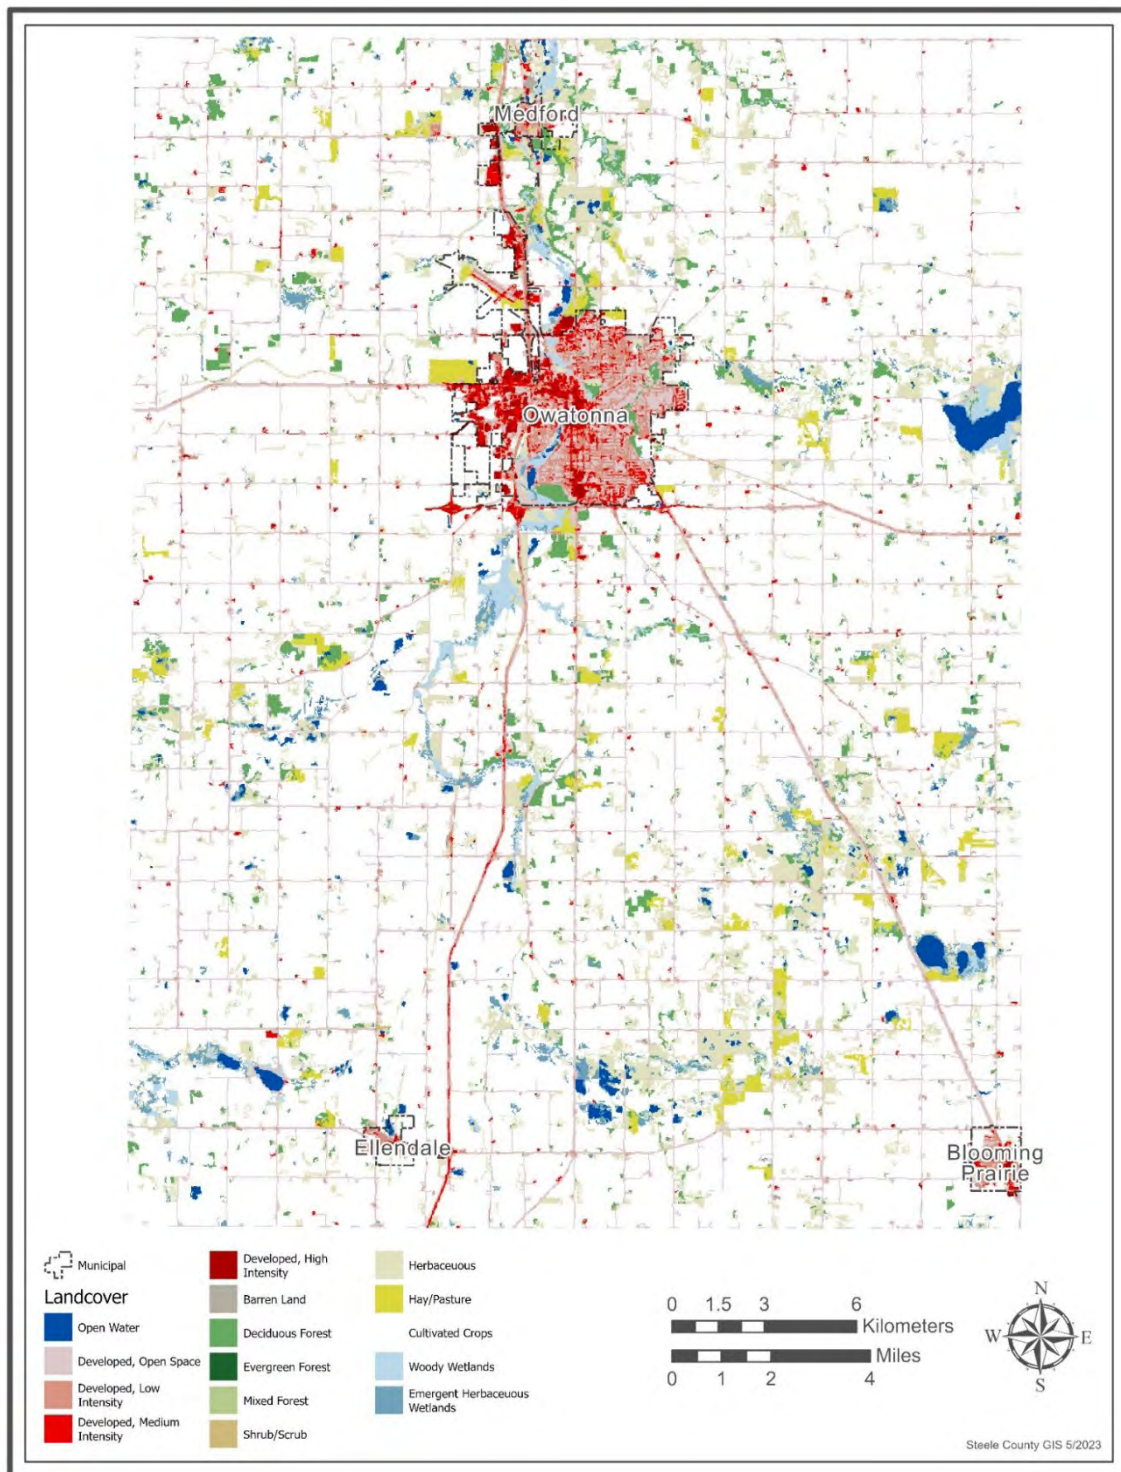 Medford
Owatonna
Ellendale
Blooming
Prairie
Municipal
Landcover
Open Water
Developed, Open Space
Developed, Low
Intensity
Developed, Medium
Intensity
Developed, High
Intensity
Barren Land
Deciduous Forest
Evergreen Forest
Mixed Forest
Shrub/Scrub
Herbaceuous
Hay/Pasture
Cultivated Crops
Woody Wetlands
Emergent Herbaceuous
Wetlands
0 1.5 3 6
Kilometers
Miles
0 1 2 4
N
W E
S
Steele County GIS 5/2023